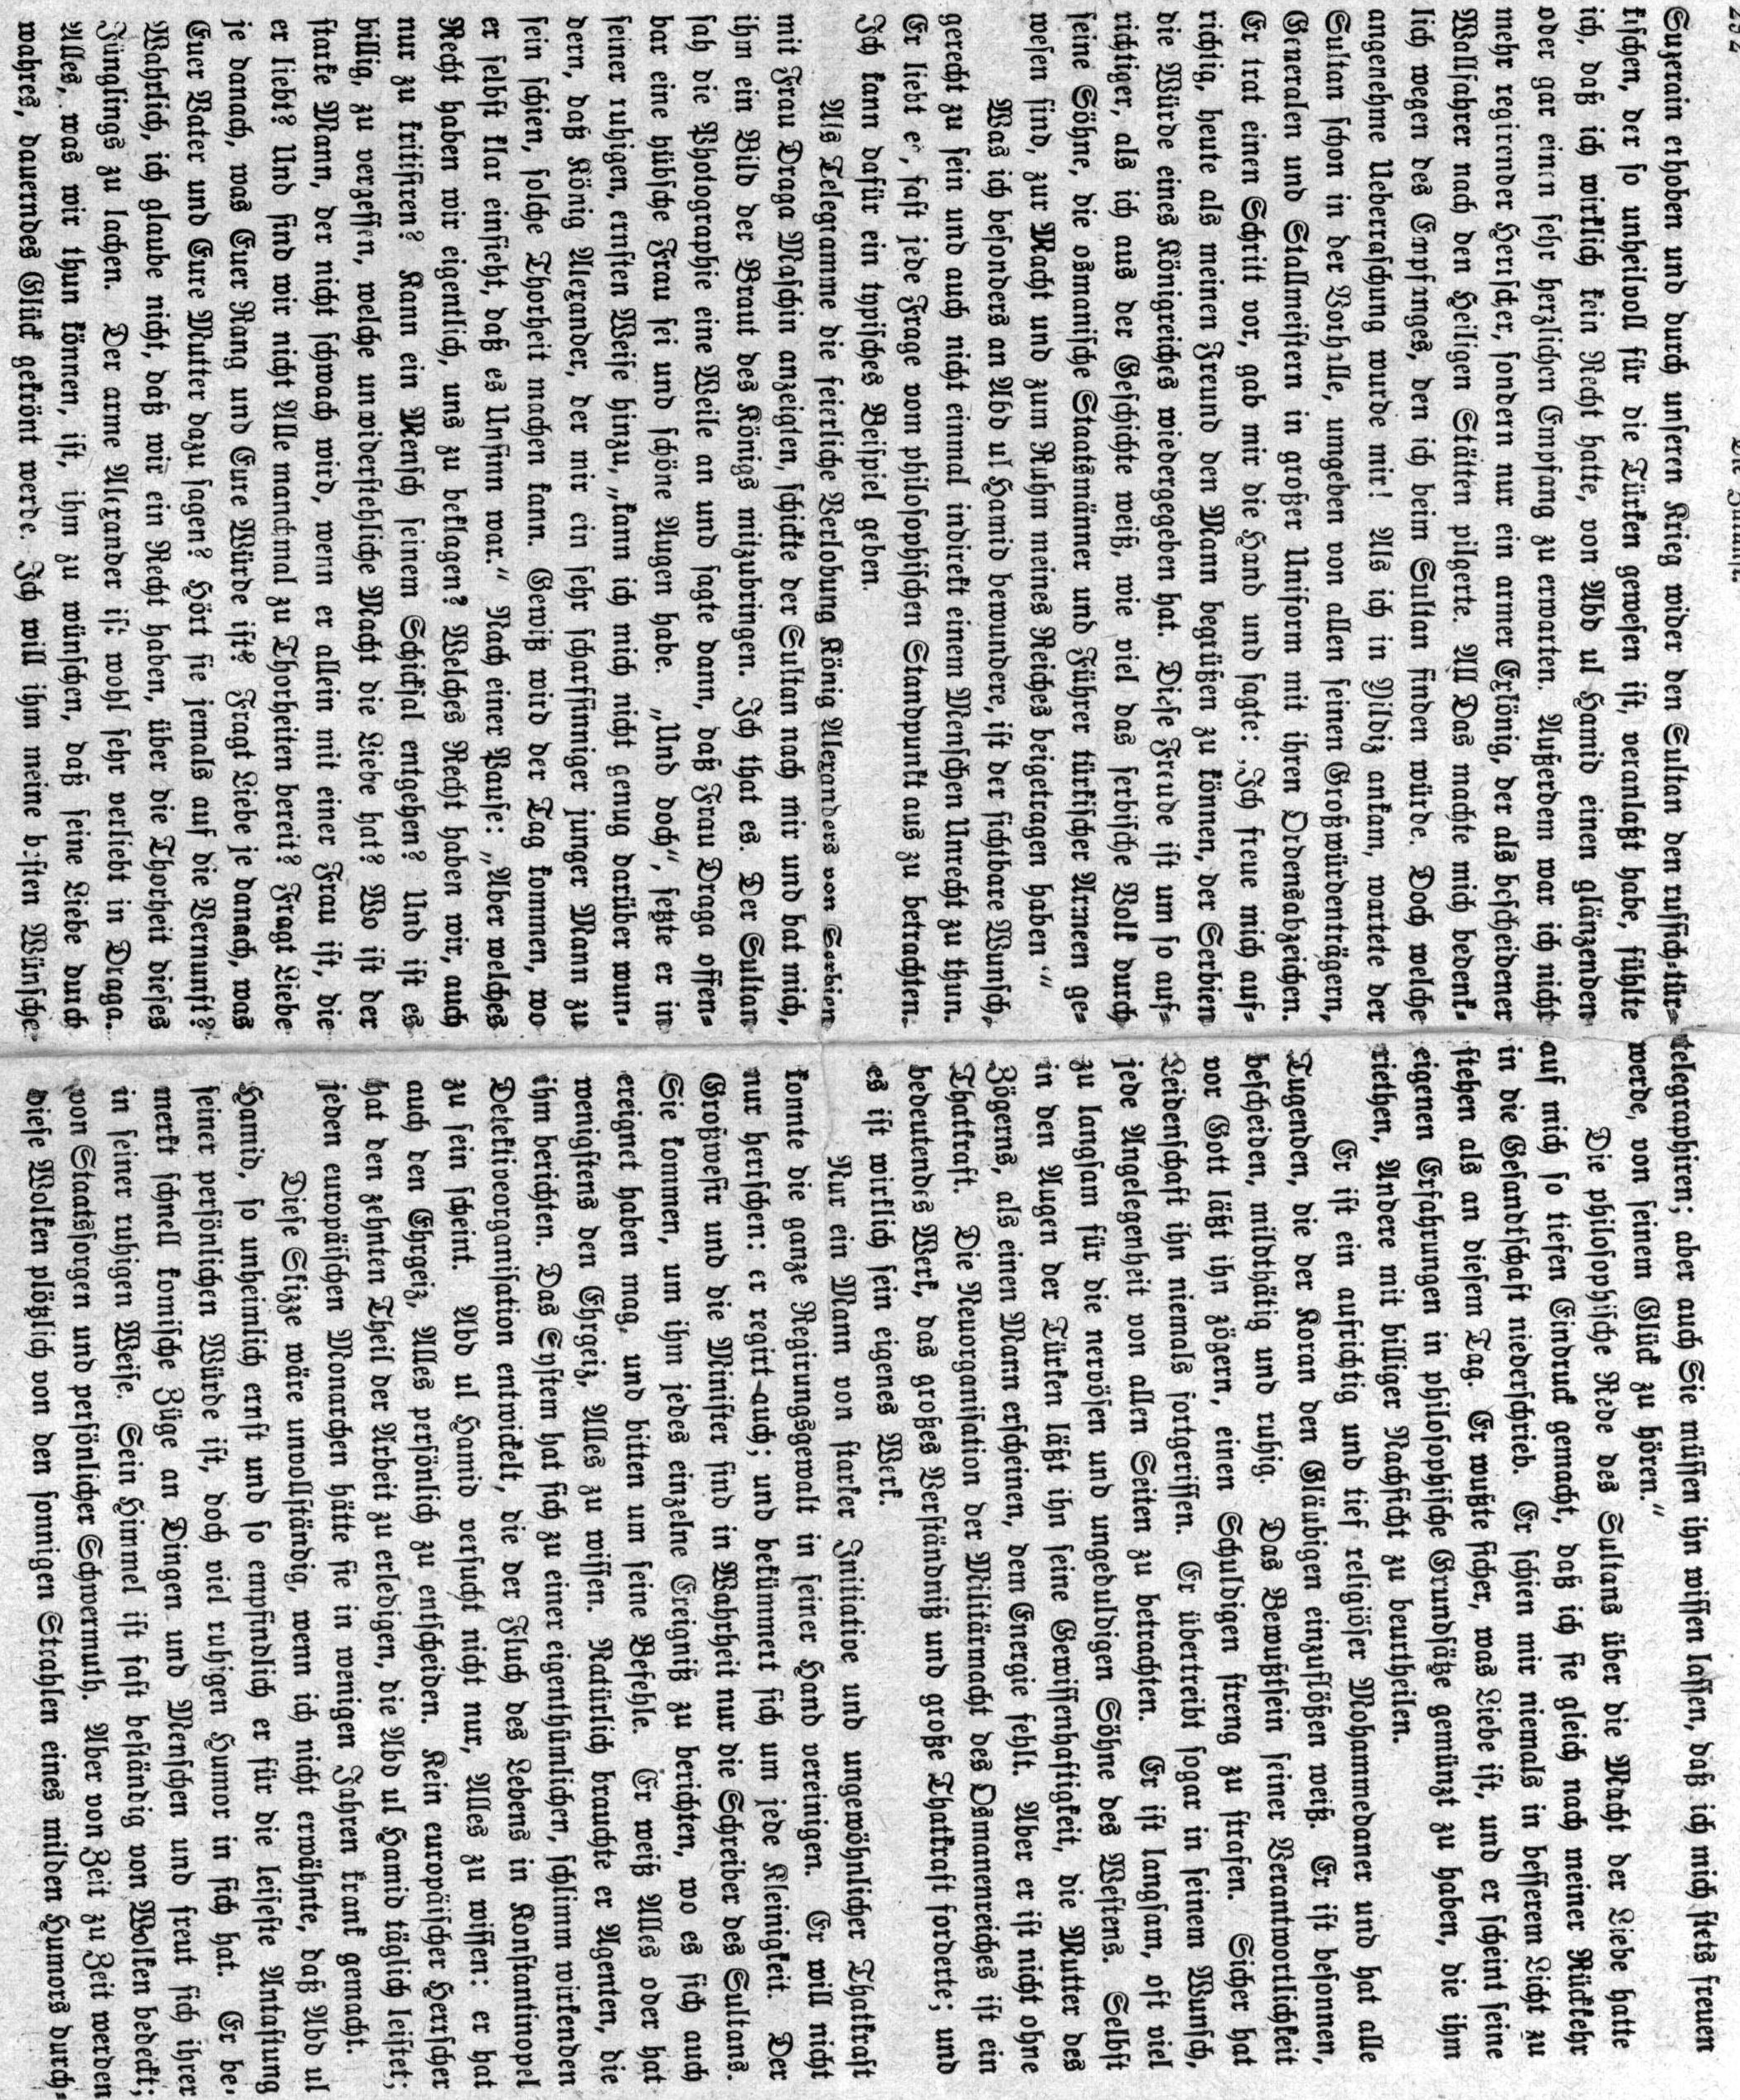 Suzerain erhoben und durch unseren Krieg wider den Sultan den russisch-tür-
kischen, der so unheilvoll für die Türken gewesen ist, veranlaßt habe, fühlte
ich, daß ich wirklich kein Recht hatte, von Abd ul Hamid einen glänzenden
oder gar einen sehr herzlichen Empfang zu erwarten. Außerdem war ich nicht
mehr regirender Herrscher, sondern nur ein armer Exkönig, der als bescheidener
Wallfahrer nach den Heiligen Stätten pilgerte. All Das machte mich bedenk-
lich wegen des Empfanges, den ich beim Sultan finden würde. Doch welche
angenehme Ueberraschung wurde mir! Als ich in Yildiz ankam, wartete der
Sultan schon in der Vorhalle, umgeben von allen seinen Großwürdenträgern,
Generalen und Stallmeistern in großer Uniform mit ihren Ordensabzeichen.
Er trat einen Schritt vor, gab mir die Hand und sagte: ‚Ich freue mich auf-
richtig, heute als meinen Freund den Mann begrüßen zu können, der Serbien
die Würde eines Königreiches wiedergegeben hat. Diese Freude ist um so auf-
richtiger, als ich aus der Geschichte weiß, wie viel das serbische Volk durch
seine Söhne, die osmanische Staatsmänner und Führer türkischer Armeen ge-
wesen sind, zur Macht und zum Ruhm meines Reiches beigetragen haben‘“
Was ich besonders an Abd ul Hamid bewundere, ist der sichtbare Wunsch,
gerecht zu sein und auch nicht einmal indirekt einem Menschen Unrecht zu thun.
Er liebt es, fast jede Frage vom philosophischen Standpunkt aus zu betrachten.
Ich kann dafür ein typisches Beispiel geben.
Als Telegramme die feierliche Verlobung König Alexanders von Serbien
mit Frau Draga Maschin anzeigten, schickte der Sultan nach mir und bat mich,
ihm ein Bild der Braut des Königs mitzubringen. Ich that es. Der Sultan
sah die Photographie eine Weile an und sagte dann, daß Frau Draga offen-
bar eine hübsche Frau sei und schöne Augen habe. „Und doch“, setzte er in
seiner ruhigen, ernsten Weise hinzu, „kann ich mich nicht genug darüber wun-
dern, daß König Alexander, der mir ein sehr scharfsinniger junger Mann zu
sein schien, solche Thorheit machen kann. Gewiß wird der Tag kommen, wo
er selbst klar einsieht, daß es Unsinn war.“ Nach einer Pause: „Aber welches
Recht haben wir eigentlich, uns zu beklagen? Welches Recht haben wir, auch
nur zu kritisiren? Kann ein Mensch seinem Schicksal entgehen? Und ist es
billig, zu vergessen, welche unwiderstehliche Macht die Liebe hat? Wo ist der
starke Mann, der nicht schwach wird, wenn er allein mit einer Frau ist, die
er liebt? Und sind wir nicht Alle manchmal zu Thorheiten bereit? Fragt Liebe
je danach, was Euer Rang und Eure Würde ist? Fragt Liebe je danach, was
Euer Vater und Eure Mutter dazu sagen? Hört sie jemals auf die Vernunft?
Wahrlich, ich glaube nicht, daß wir ein Recht haben, über die Thorheit dieses
Jünglings zu lachen. Der arme Alexander ist wohl sehr verliebt in Draga.
Alles, was wir thun können, ist, ihm zu wünschen, daß seine Liebe durch
wahres, dauerndes Glück gekrönt werde. Ich will ihm meine besten Wünsche
telegraphiren; aber auch Sie müssen ihn wissen lassen, daß ich mich stets freuen
werde, von seinem Glück zu hören.“
Die philosophische Rede des Sultans über die Macht der Liebe hatte
auf mich so tiefen Eindruck gemacht, daß ich sie gleich nach meiner Rückkehr
in die Gesandtschaft niederschrieb. Er schien mir niemals in besserem Licht zu
stehen als an diesem Tag. Er wußte sicher, was Liebe ist, und er scheint seine
eigenen Erfahrungen in philosophische Grundsätze gemünzt zu haben, die ihm
riethen, Andere mit billiger Nachsicht zu beurtheilen.
Er ist ein aufrichtig und tief religiöser Mohammedaner und hat alle
Tugenden, die der Koran den Gläubigen einzuflößen weiß. Er ist besonnen,
bescheiden, mildthätig und ruhig. Das Bewußtsein seiner Verantwortlichkeit
vor Gott läßt ihn zögern, einen Schuldigen streng zu strafen. Sicher hat
Leidenschaft ihn niemals fortgerissen. Er übertreibt sogar in seinem Wunsch,
jede Angelegenheit von allen Seiten zu betrachten. Er ist langsam, oft viel
zu langsam für die nervösen und ungeduldigen Söhne des Westens. Selbst
in den Augen der Türken läßt ihn seine Gewissenhaftigkeit, die Mutter des
Zögerns, als einen Mann erscheinen, dem Energie fehlt. Aber er ist nicht ohne
Thatkraft. Die Neuorganisation der Militärmacht des Osmanenreiches ist ein
bedeutendes Werk, das großes Verständniß und große Thatkraft forderte; und
es ist wirklich sein eigenes Werk.
Nur ein Mann von starker Initiative und ungewöhnlicher Thatkraft
konnte die ganze Regirungsgewalt in seiner Hand vereinigen. Er will nicht
nur herschen: er regirt auch; und bekümmert sich um jede Kleinigkeit. Der
Großwesir und die Minister sind in Wahrheit nur die Schreiber des Sultans.
Sie kommen, um ihm jedes einzelne Ereigniß zu berichten, wo es sich auch
ereignet haben mag, und bitten um seine Befehle. Er weiß Alles oder hat
wenigstens den Ehrgeiz, Alles zu wissen. Natürlich brauchte er Agenten, die
ihm berichten. Das System hat sich zu einer eigenthümlichen, schlimm wirkenden
Detektiveorganisation entwickelt, die der Fluch des Lebens in Konstantinopel
zu sein scheint. Abd ul Hamid versucht nicht nur, Alles zu wissen: er hat
auch den Ehrgeiz, Alles persönlich zu entscheiden. Kein europäischer Herrscher
hat den zehnten Theil der Arbeit zu erledigen, die Abd ul Hamid täglich leistet;
jeden europäischen Monarchen hätte sie in wenigen Jahren krank gemacht.
Diese Skizze wäre unvollständig, wenn ich nicht erwähnte, daß Abd ul
Hamid, so unheimlich ernst und so empfindlich er für die leiseste Antastung
seiner persönlichen Würde ist, doch viel ruhigen Humor in sich hat. Er be-
merkt schnell komische Züge an Dingen und Menschen und freut sich ihrer
in seiner ruhigen Weise. Sein Himmel ist fast beständig von Wolken bedeckt;
von Staatssorgen und persönlicher Schwermuth. Aber von Zeit zu Zeit werden
diese Wolken plötzlich von den sonnigen Strahlen eines milden Humors durch-